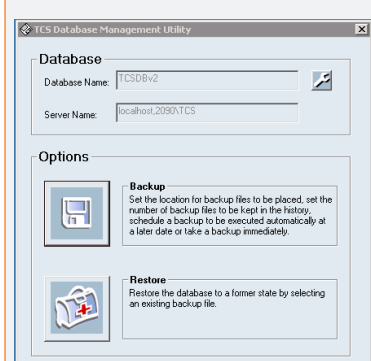 TCS Database Management Utility
Database
Database Name: TCSDBv2
Server Name: localhost,2090\TCS
Options
Backup
Set the location for backup files to be placed, set the
number of backup files to be kept in the history,
schedule a backup to be executed automatically at
a later date or take a backup immediately.
Restore
Restore the database to a former state by selecting
an existing backup file.